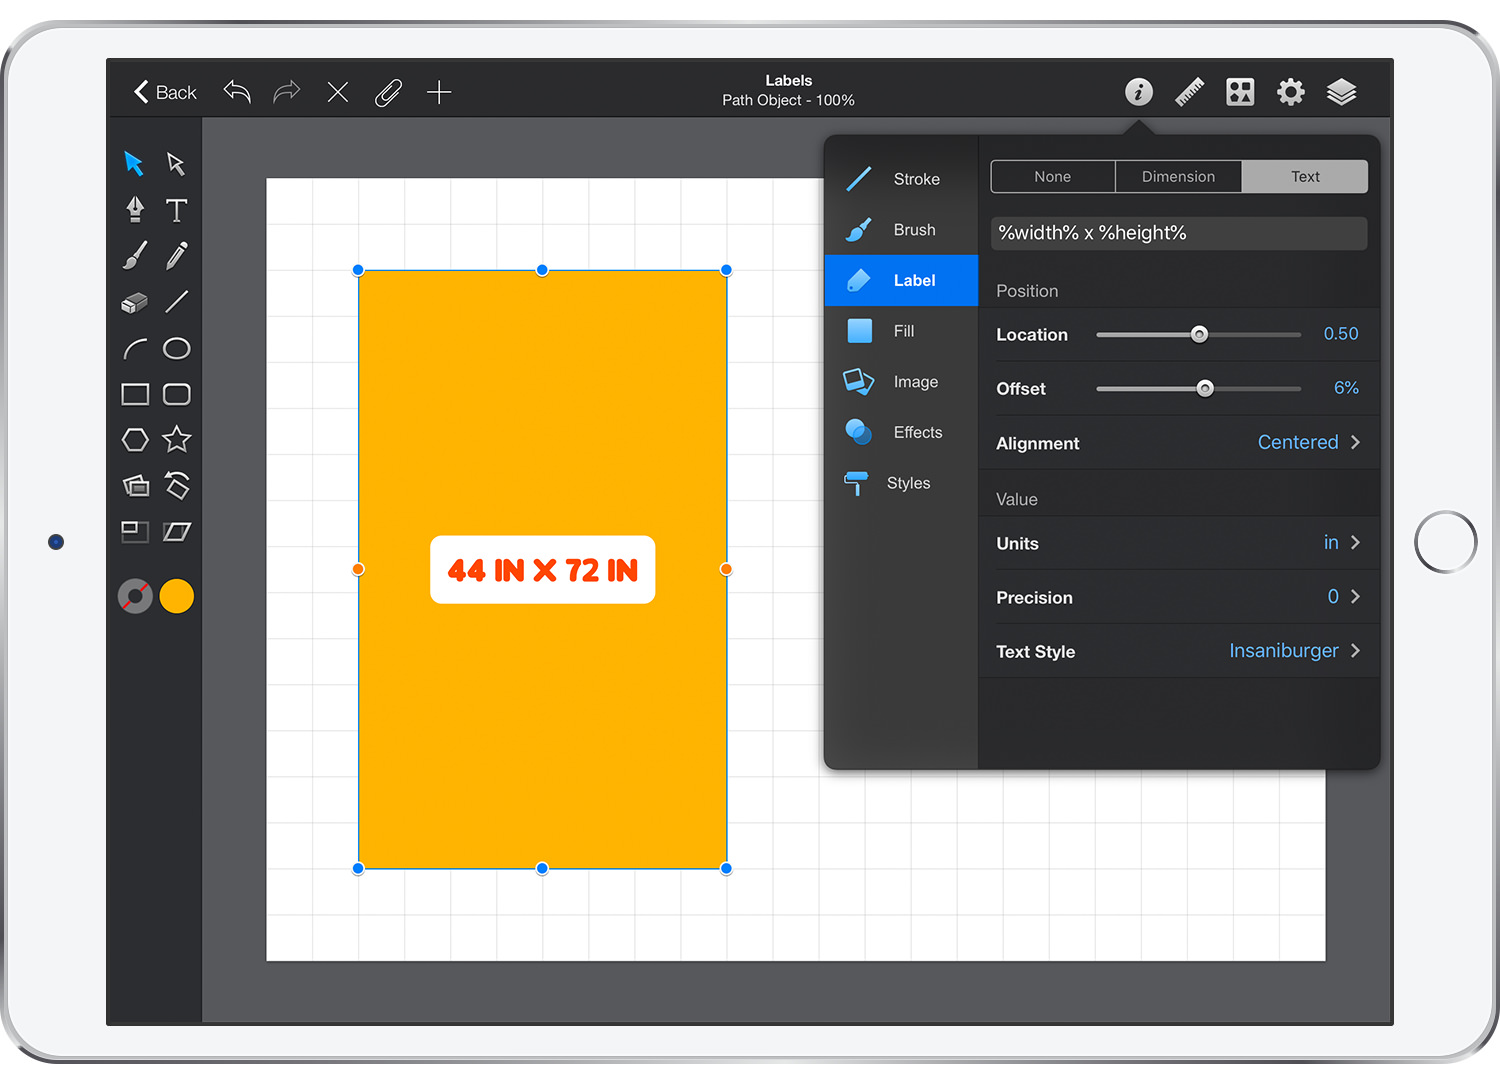 Back
Labels
Path Object - 100%
Stroke
Brush
Label
Fill
Image
Effects
Styles
None Dimension Text
%width% x %height%
Position
Location 0.50
Offset 6%
Alignment Centered
Value
Units in
Precision 0
Text Style Insaniburger
T
44 IN X 72 IN